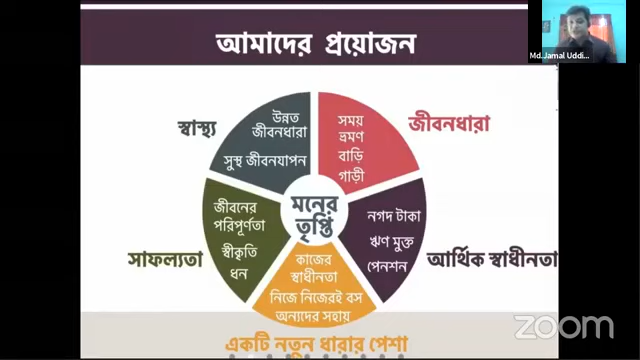 আমাদের প্রয়োজন
Md.Jamal Uddi...
স্বাস্থ্য
উন্নত
জীবনধারা
সুস্থ জীবনযাপন
সময়
ভ্রমণ
বাড়ি
গাড়ী
জীবনধারা
মনের
তৃপ্তি
জীবনের
পরিপূর্ণতা
স্বীকৃতি
ধন
সাফল্যতা
নগদ টাকা
ঋণ মুক্ত
পেনশন
আর্থিক স্বাধীনতা
কাজের
স্বাধীনতা
নিজে নিজেরই বস
অন্যদের সহায়
একটি নতুন ধারার পেশা
zoom